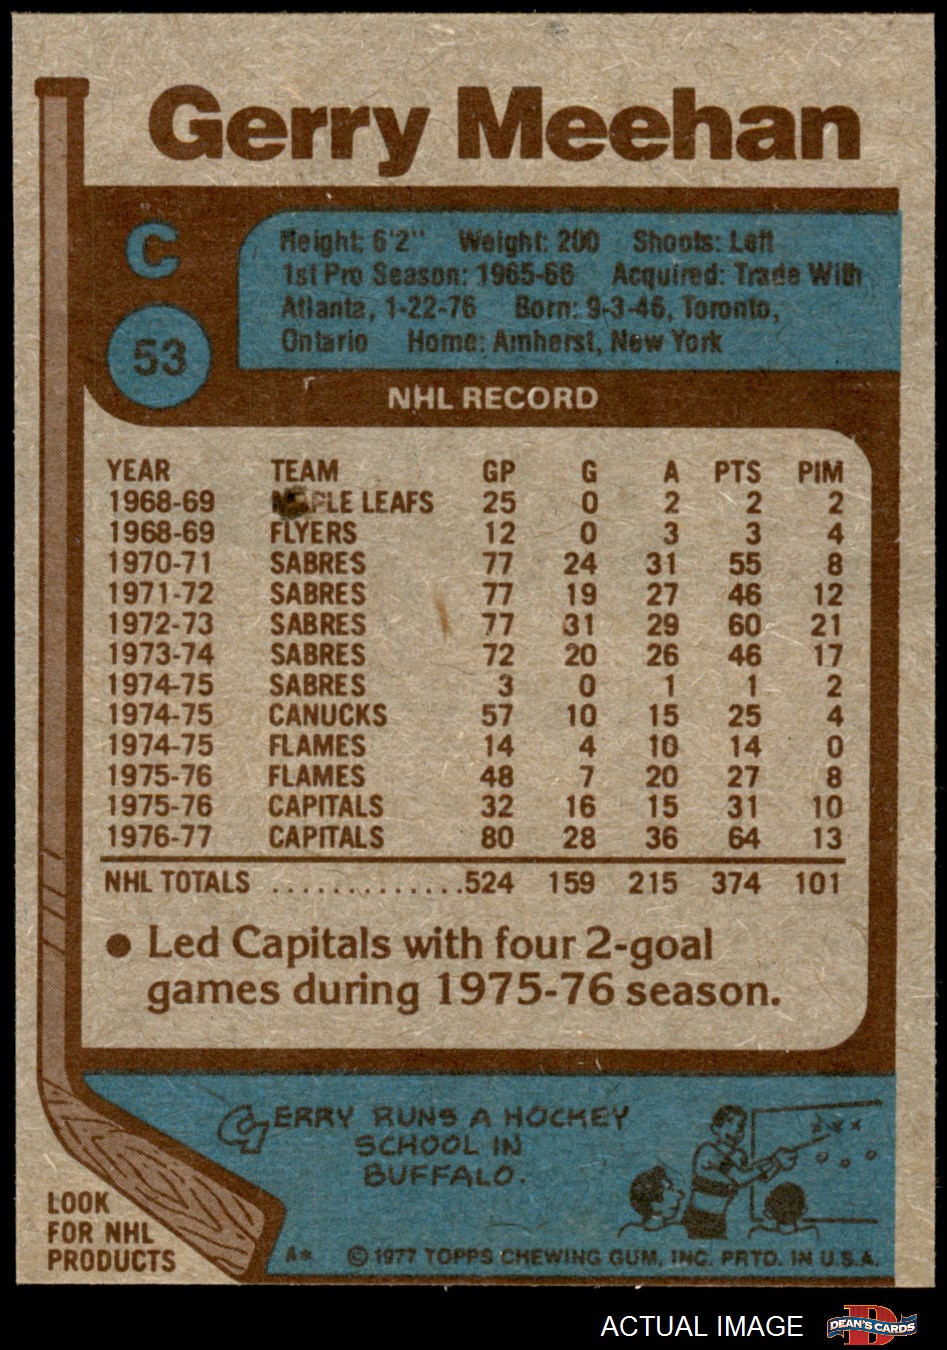 Gerry Meehan
C
53
Height: 6'2" Weight: 200 Shoots: Left
1st Pro Season: 1965-66 Acquired: Trade With
Atlanta, 1-22-76 Born: 9-3-46, Toronto,
Ontario Home: Amherst, New York
NHL RECORD
YEAR TEAM GP G A PTS PIM
1968-69 MAPLE LEAFS 25 0 2 2 2
1968-69 FLYERS 12 0 3 3 4
1970-71 SABRES 77 24 31 55 8
1971-72 SABRES 77 19 27 46 12
1972-73 SABRES 77 31 29 60 21
1973-74 SABRES 72 20 26 46 17
1974-75 SABRES 3 0 1 1 2
1974-75 CANUCKS 57 10 15 25 4
1974-75 FLAMES 14 4 10 14 0
1975-76 FLAMES 48 7 20 27 8
1975-76 CAPITALS 32 16 15 31 10
1976-77 CAPITALS 80 28 36 64 13
NHL TOTALS ..............524 159 215 374 101
● Led Capitals with four 2-goal
games during 1975-76 season.
GERRY RUNS A HOCKEY
SCHOOL IN
BUFFALO.
LOOK
FOR NHL
PRODUCTS
A* © 1977 TOPPS CHEWING GUM, INC. PRTD. IN U.S.A.
ACTUAL IMAGE
D
DEAN'S CARDS